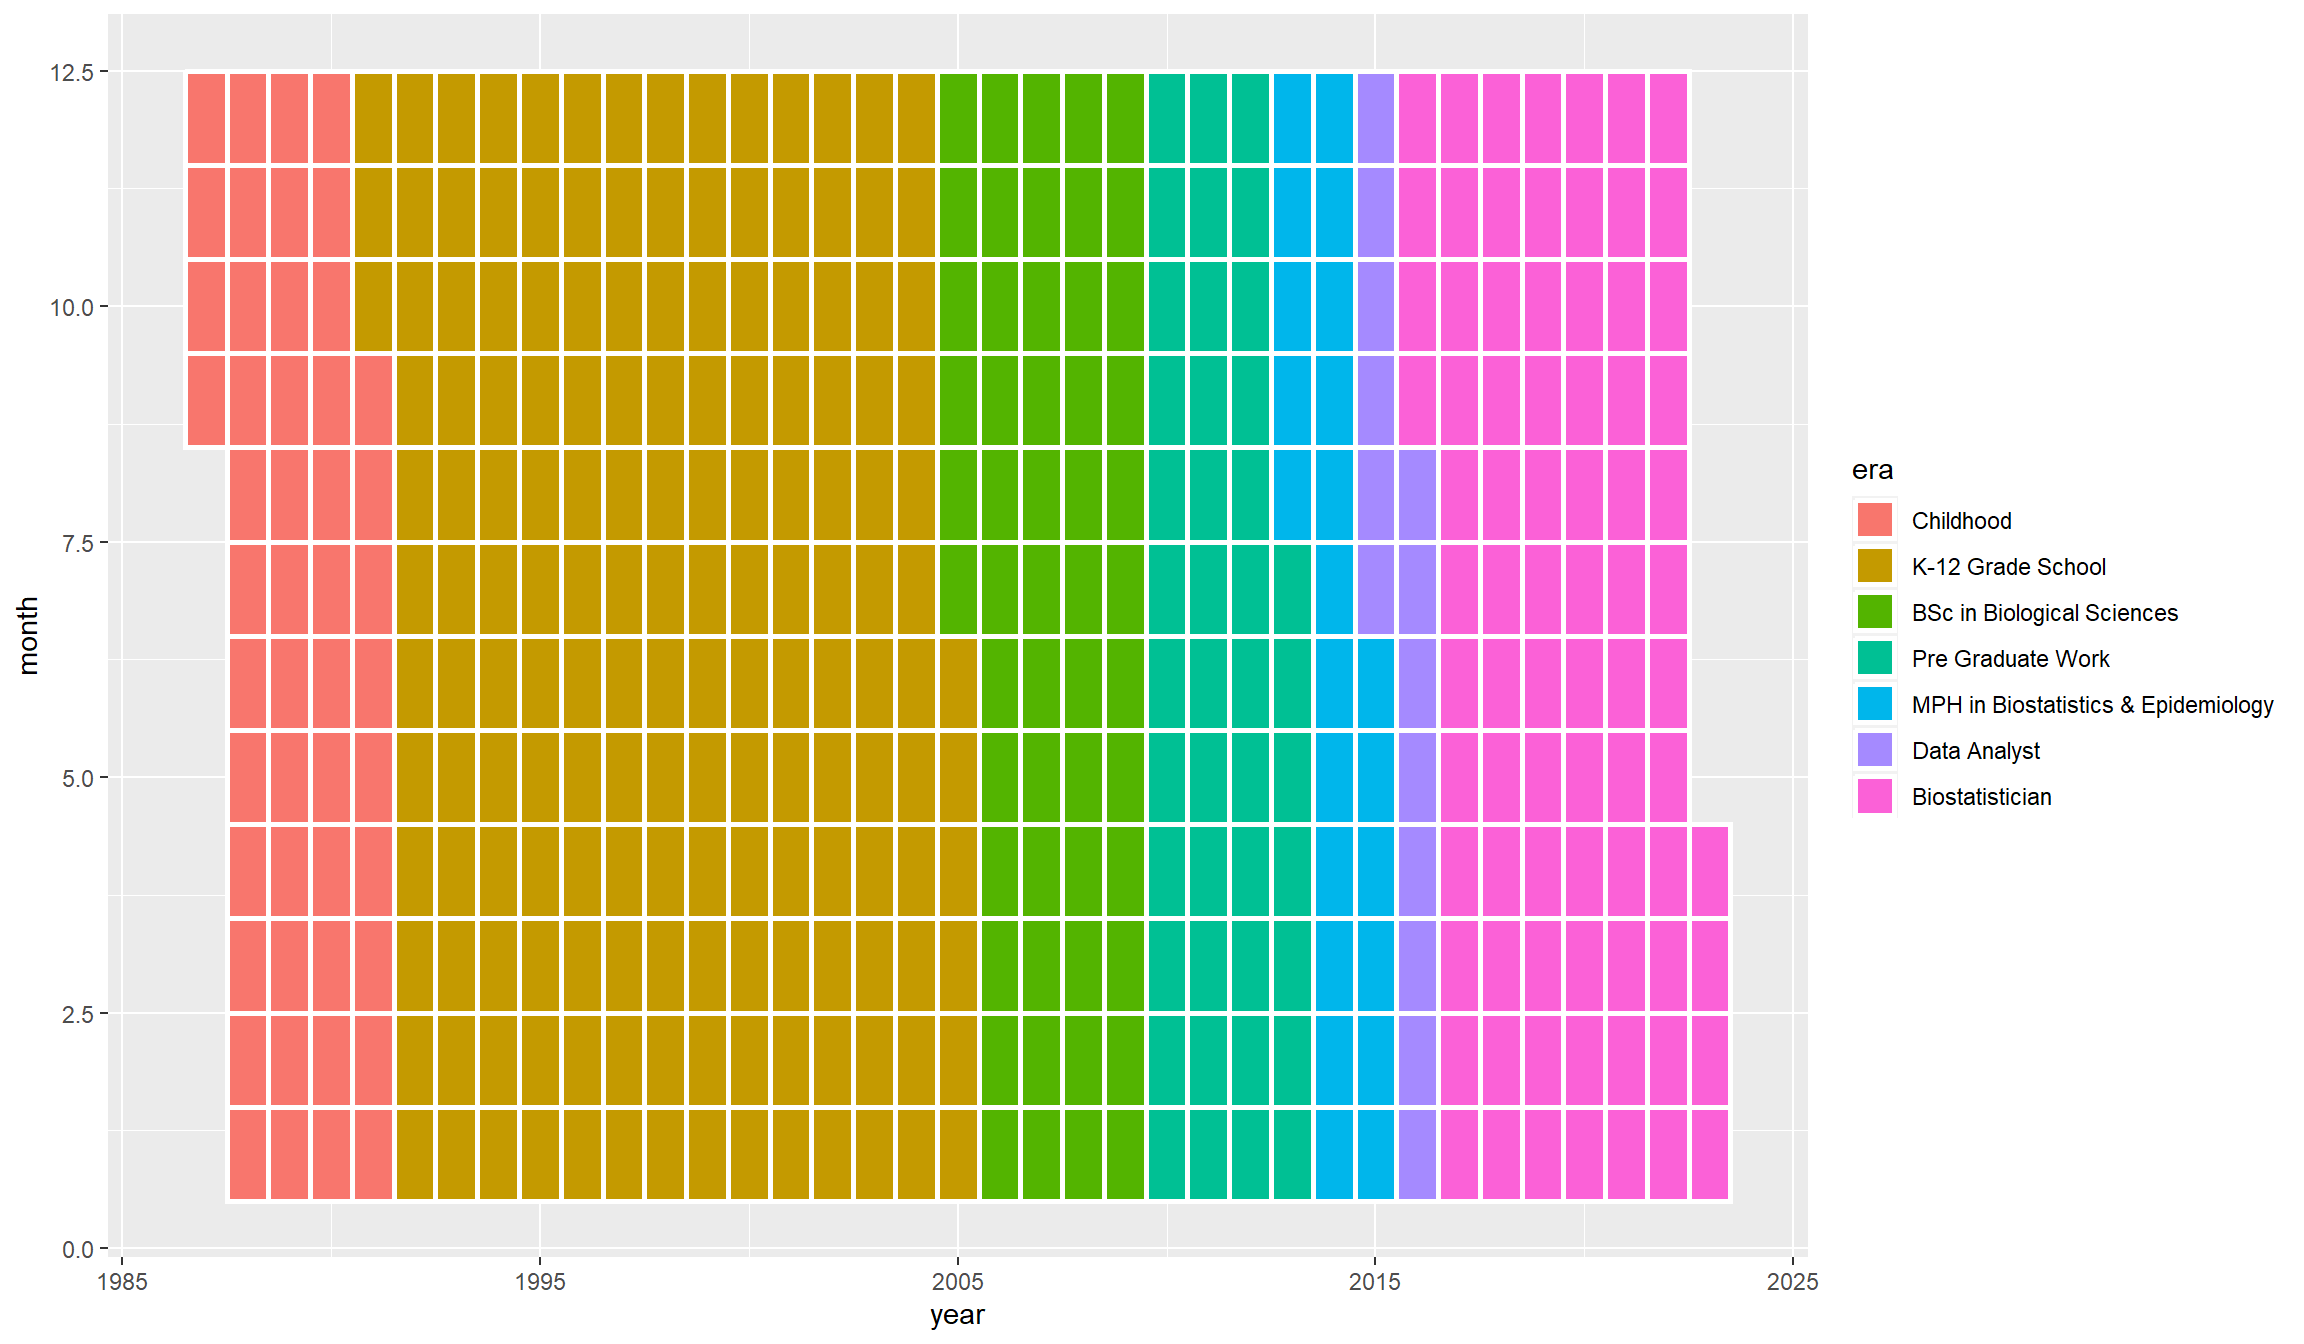 12.5
10.0
7.5
5.0
2.5
0.0
month
1985
1995
2005
2015
2025
year
era
Childhood
K-12 Grade School
BSc in Biological Sciences
Pre Graduate Work
MPH in Biostatistics & Epidemiology
Data Analyst
Biostatistician